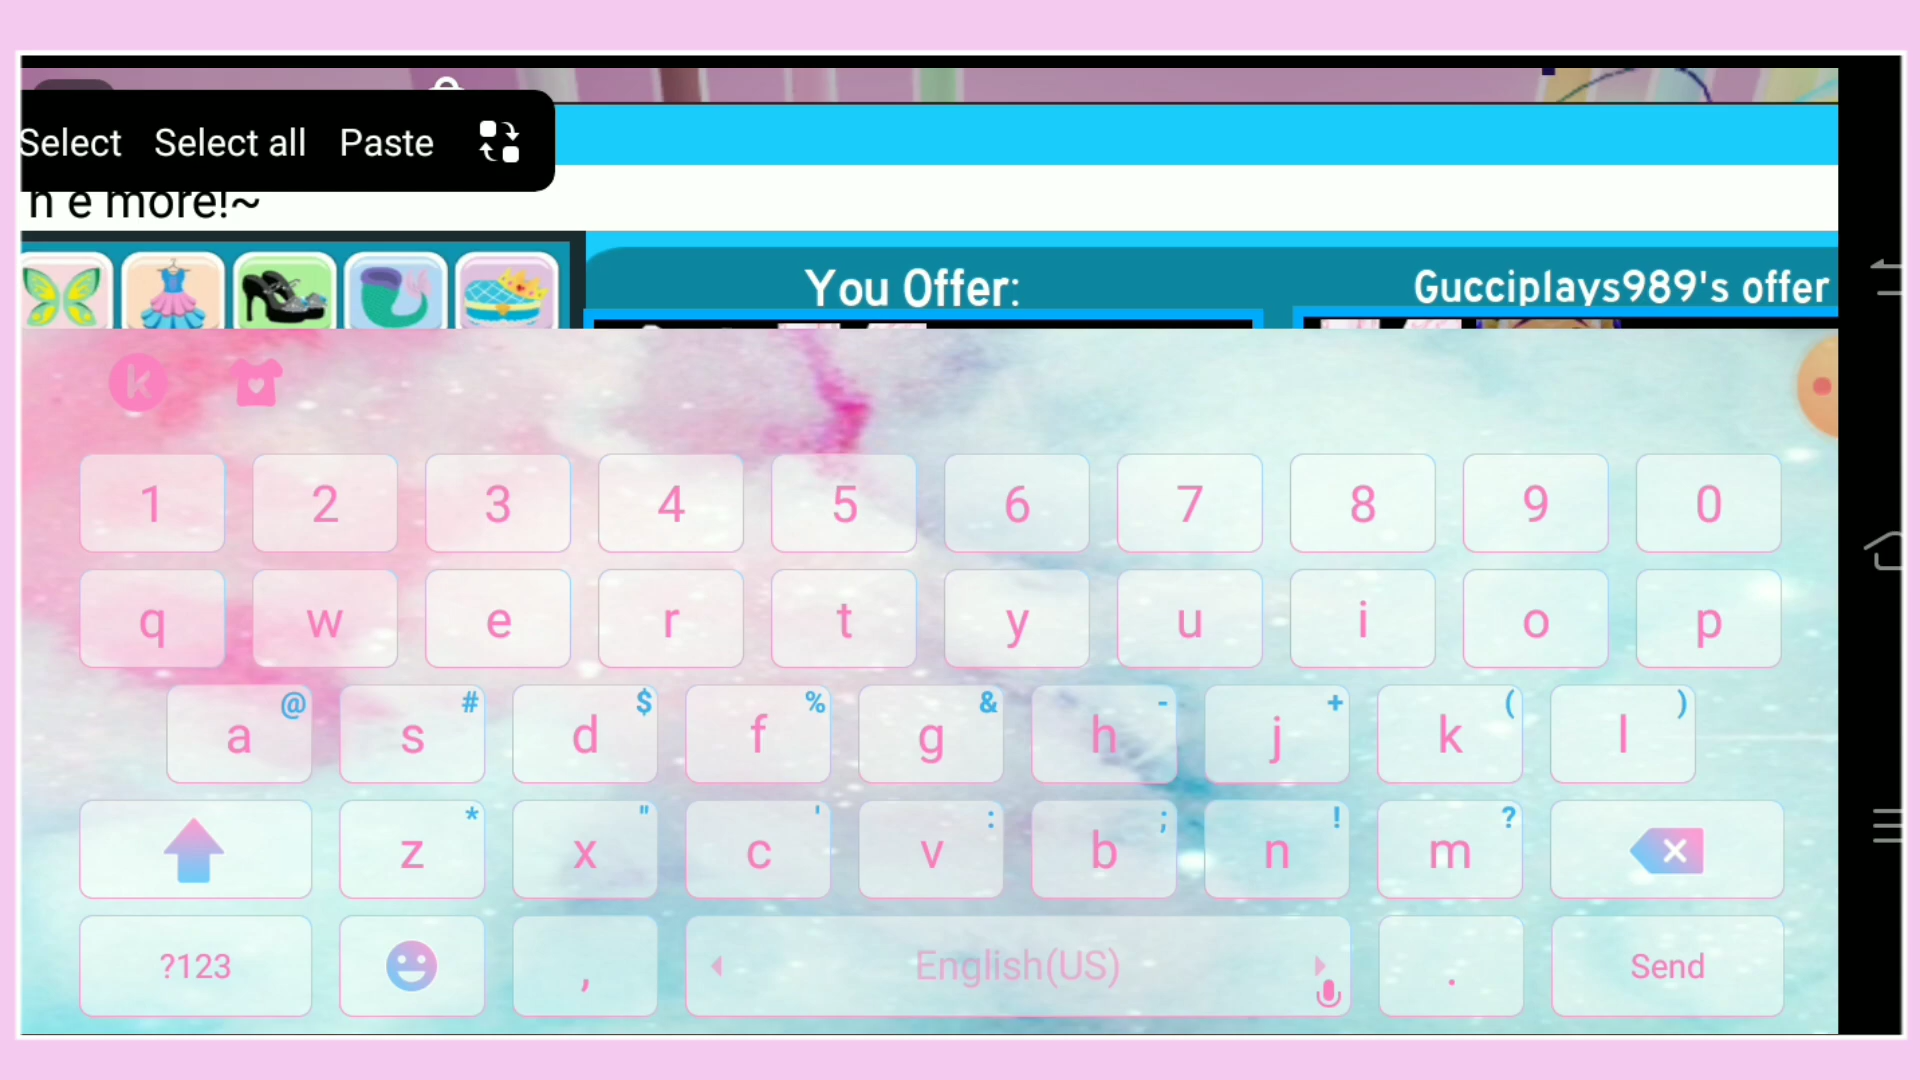 Select Select all Paste
n e more!~
You Offer: Gucciplays989's offer
k
1 2 3 4 5 6 7 8 9 0
q w e r t y u i o p
a @ s # d $ f % g & h - j + k ( l )
z * x " c ' v : b ; n ! m ?
?123 , English(US) . Send